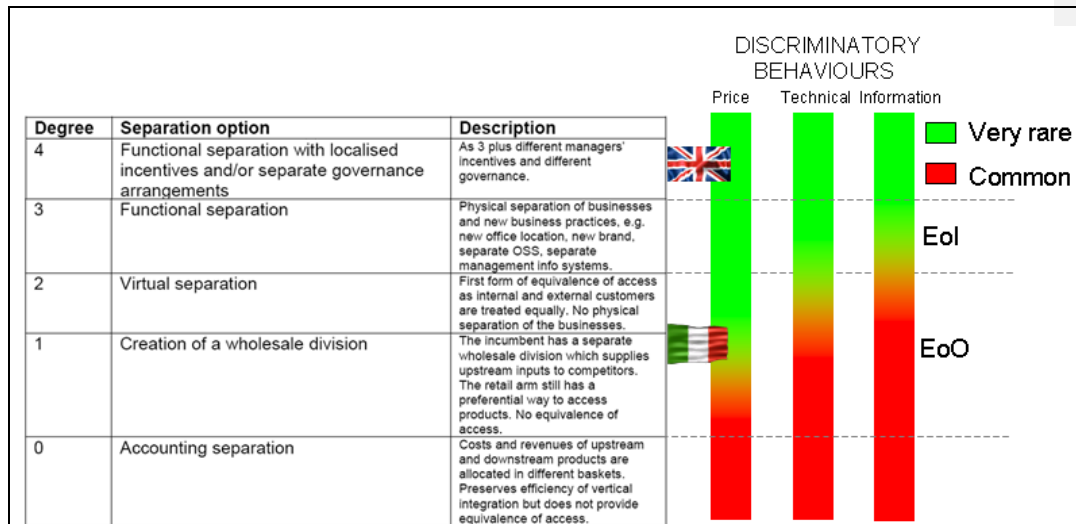 DISCRIMINATORY
BEHAVIOURS
Price Technical Information
Very rare
Common
EoI
EoO
Degree Separation option Description
4 Functional separation with localised
incentives and/or separate governance
arrangements
As 3 plus different managers'
incentives and different
governance.
3 Functional separation
Physical separation of businesses
and new business practices, e.g.
new office location, new brand,
separate OSS, separate
management info systems.
2 Virtual separation
First form of equivalence of access
as internal and external customers
are treated equally. No physical
separation of the businesses.
1 Creation of a wholesale division
The incumbent has a separate
wholesale division which supplies
upstream inputs to competitors.
The retail arm still has a
preferential way to access
products. No equivalence of
access.
0 Accounting separation
Costs and revenues of upstream
and downstream products are
allocated in different baskets.
Preserves efficiency of vertical
integration but does not provide
equivalence of access.